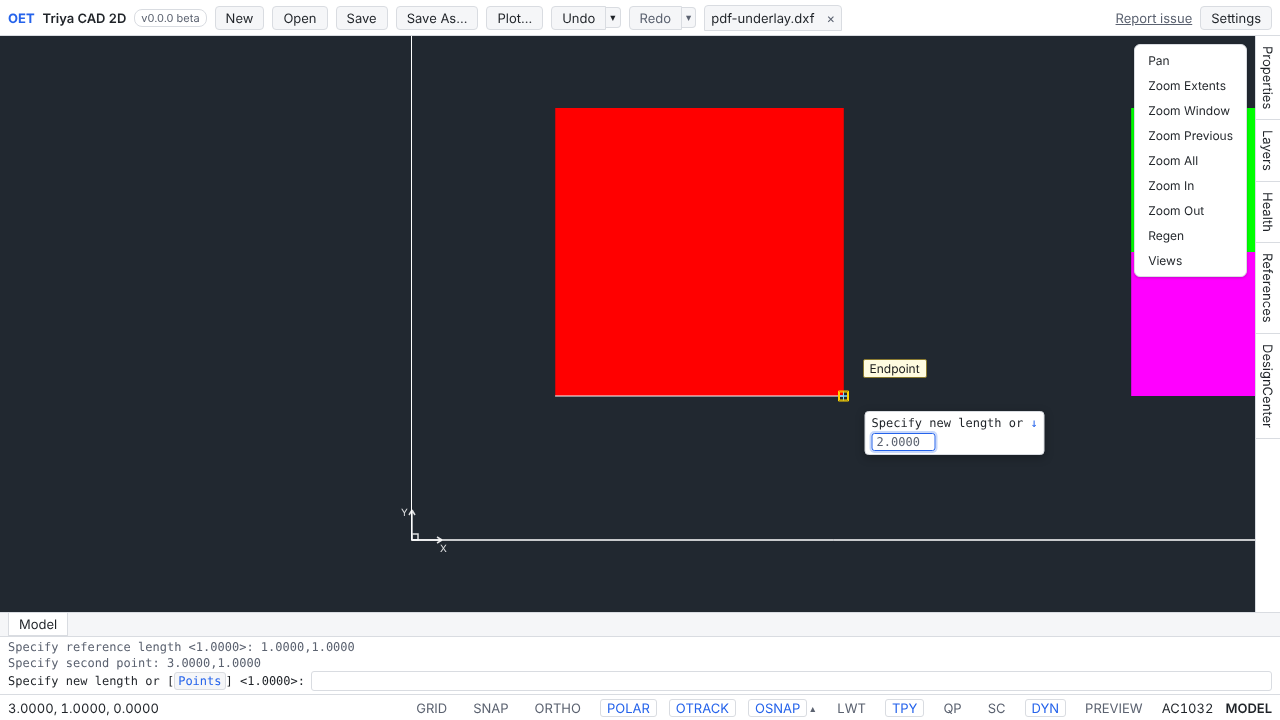 OET Triya CAD 2D v0.0.0 beta New Open Save Save As... Plot... Undo ▾ Redo ▾ pdf-underlay.dxf × Report issue Settings
Pan
Zoom Extents
Zoom Window
Zoom Previous
Zoom All
Zoom In
Zoom Out
Regen
Views
Properties
Layers
Health
References
DesignCenter
Endpoint
Specify new length or ↓
2.0000
Y
X
Model
Specify reference length <1.0000>: 1.0000,1.0000
Specify second point: 3.0000,1.0000
Specify new length or [Points] <1.0000>:
3.0000, 1.0000, 0.0000 GRID SNAP ORTHO POLAR OTRACK OSNAP ▴ LWT TPY QP SC DYN PREVIEW AC1032 MODEL